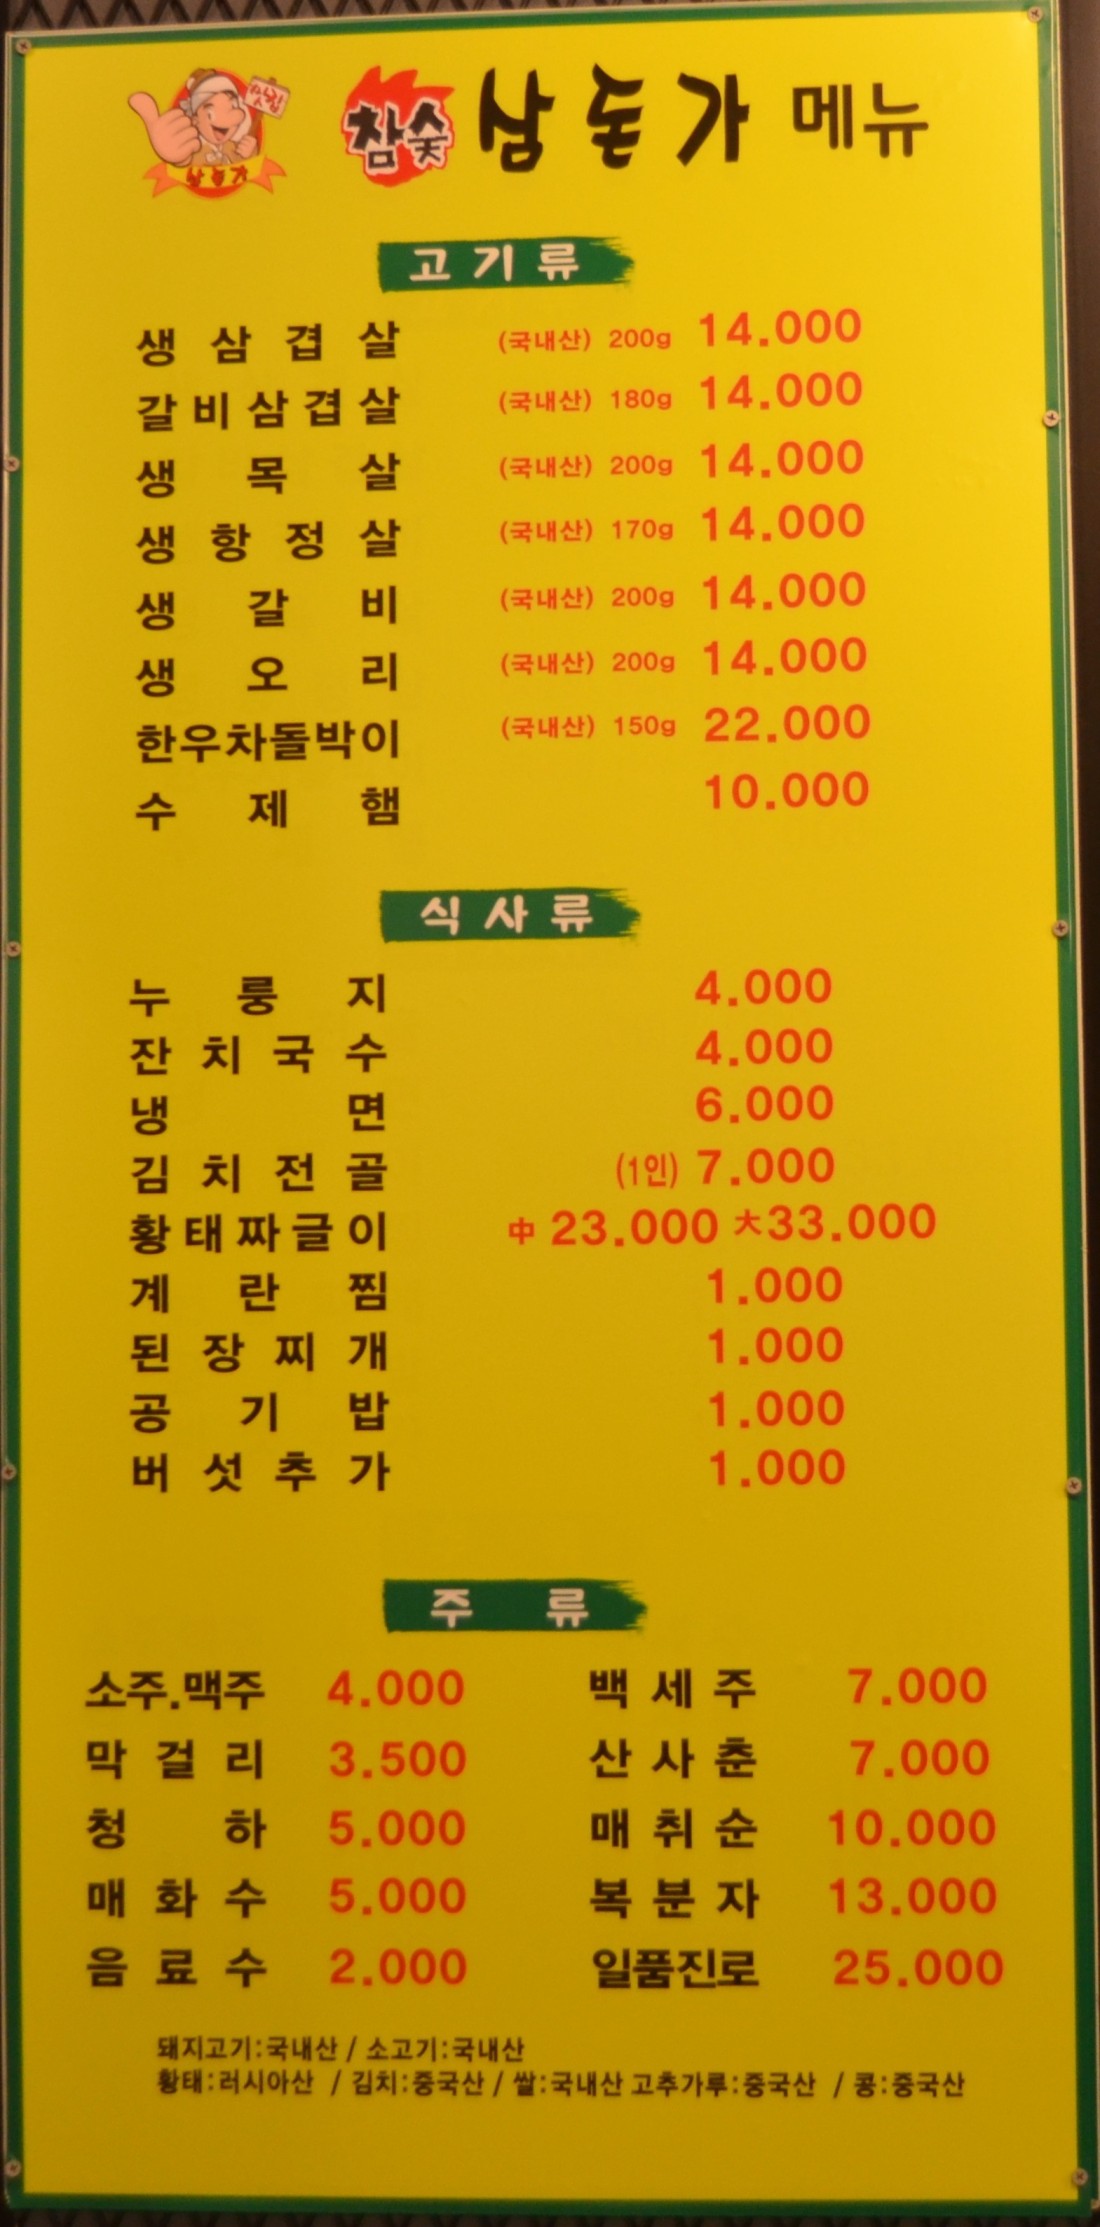 맛집
삼돈가
참숯 삼돈가 메뉴
고기류
생삼겹살 (국내산) 200g 14.000
갈비삼겹살 (국내산) 180g 14.000
생목살 (국내산) 200g 14.000
생항정살 (국내산) 170g 14.000
생갈비 (국내산) 200g 14.000
생오리 (국내산) 200g 14.000
한우차돌박이 (국내산) 150g 22.000
수제햄 10.000
식사류
누룽지 4.000
잔치국수 4.000
냉면 6.000
김치전골 (1인) 7.000
황태짜글이 中 23.000 大 33.000
계란찜 1.000
된장찌개 1.000
공기밥 1.000
버섯추가 1.000
주류
소주.맥주 4.000 백세주 7.000
막걸리 3.500 산사춘 7.000
청하 5.000 매취순 10.000
매화수 5.000 복분자 13.000
음료수 2.000 일품진로 25.000
돼지고기:국내산 / 소고기:국내산
황태:러시아산 / 김치:중국산 / 쌀:국내산 고추가루:중국산 / 콩:중국산